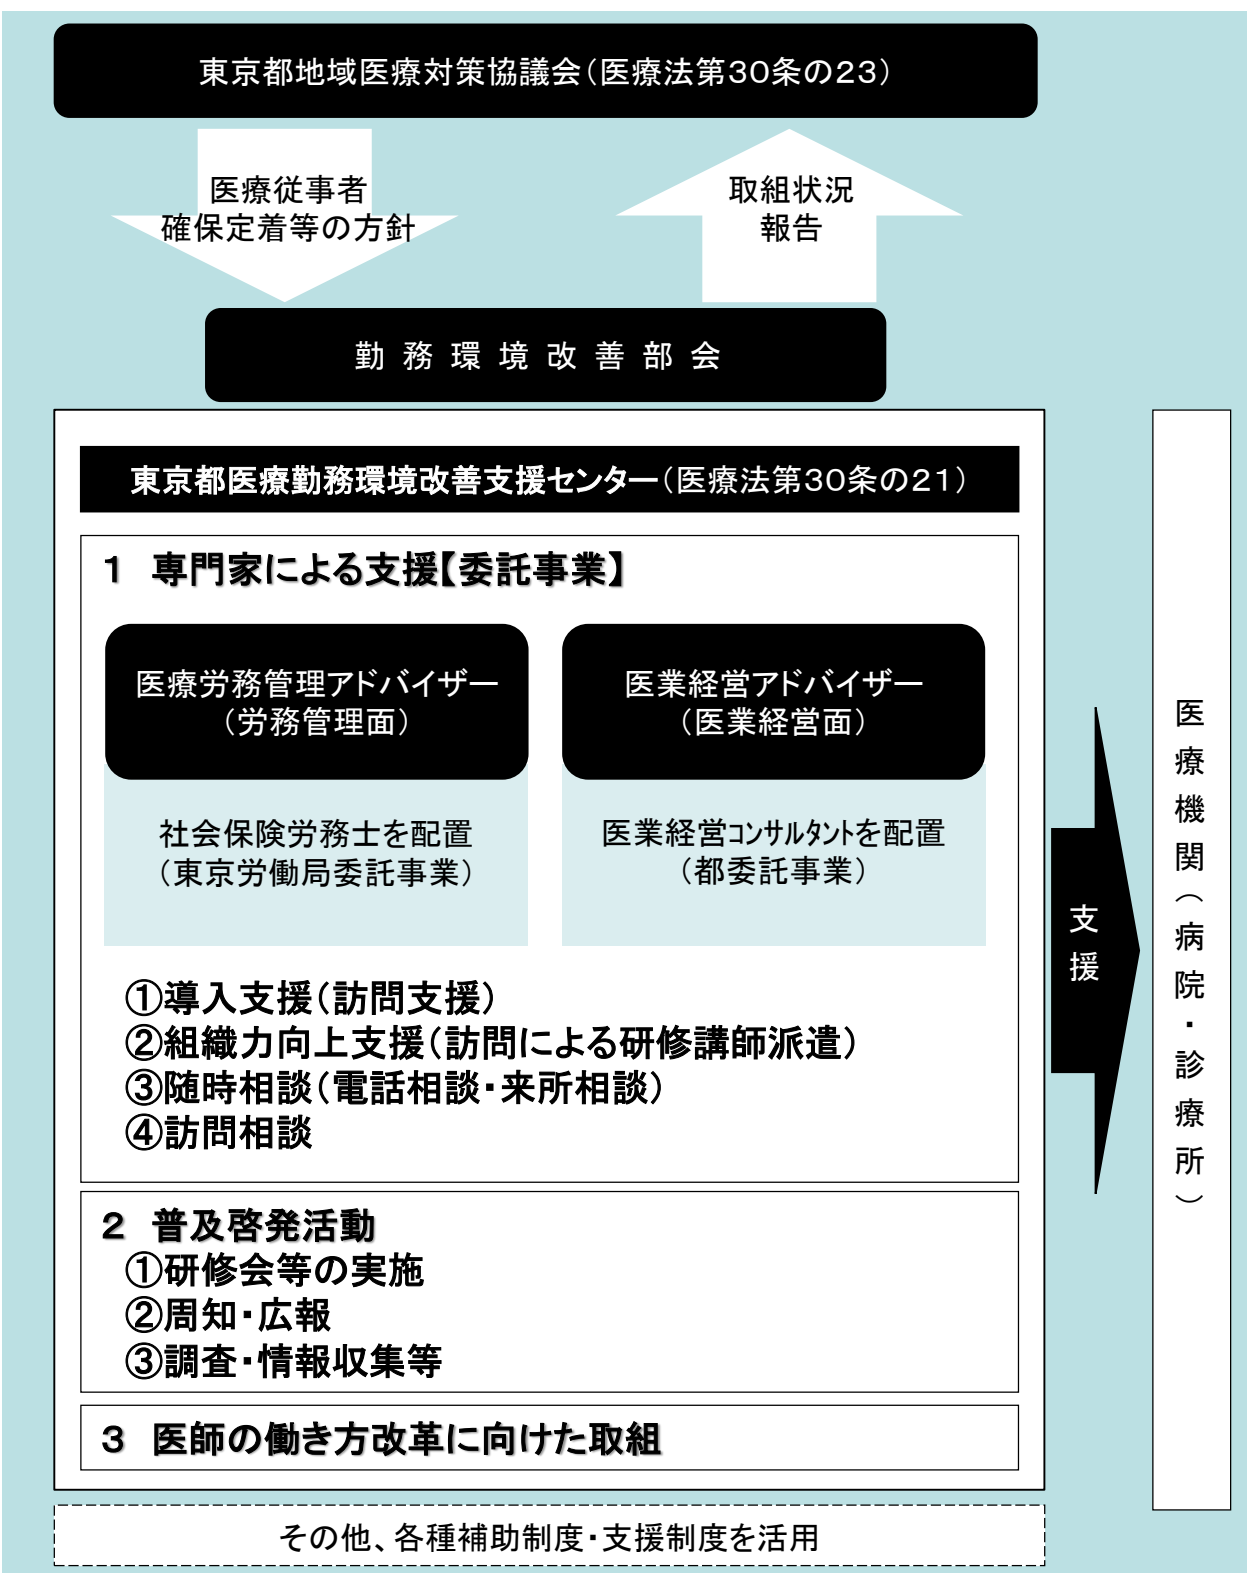 東京都地域医療対策協議会（医療法第30条の23）
医療従事者
確保定着等の方針
取組状況
報告
勤務環境改善部会
東京都医療勤務環境改善支援センター（医療法第30条の21）
１　専門家による支援【委託事業】
医療労務管理アドバイザー
（労務管理面）
社会保険労務士を配置
（東京労働局委託事業）
医業経営アドバイザー
（医業経営面）
医業経営コンサルタントを配置
（都委託事業）
①導入支援（訪問支援）
②組織力向上支援（訪問による研修講師派遣）
③随時相談（電話相談・来所相談）
④訪問相談
２　普及啓発活動
①研修会等の実施
②周知・広報
③調査・情報収集等
３　医師の働き方改革に向けた取組
その他、各種補助制度・支援制度を活用
支援
医療機関（病院・診療所）